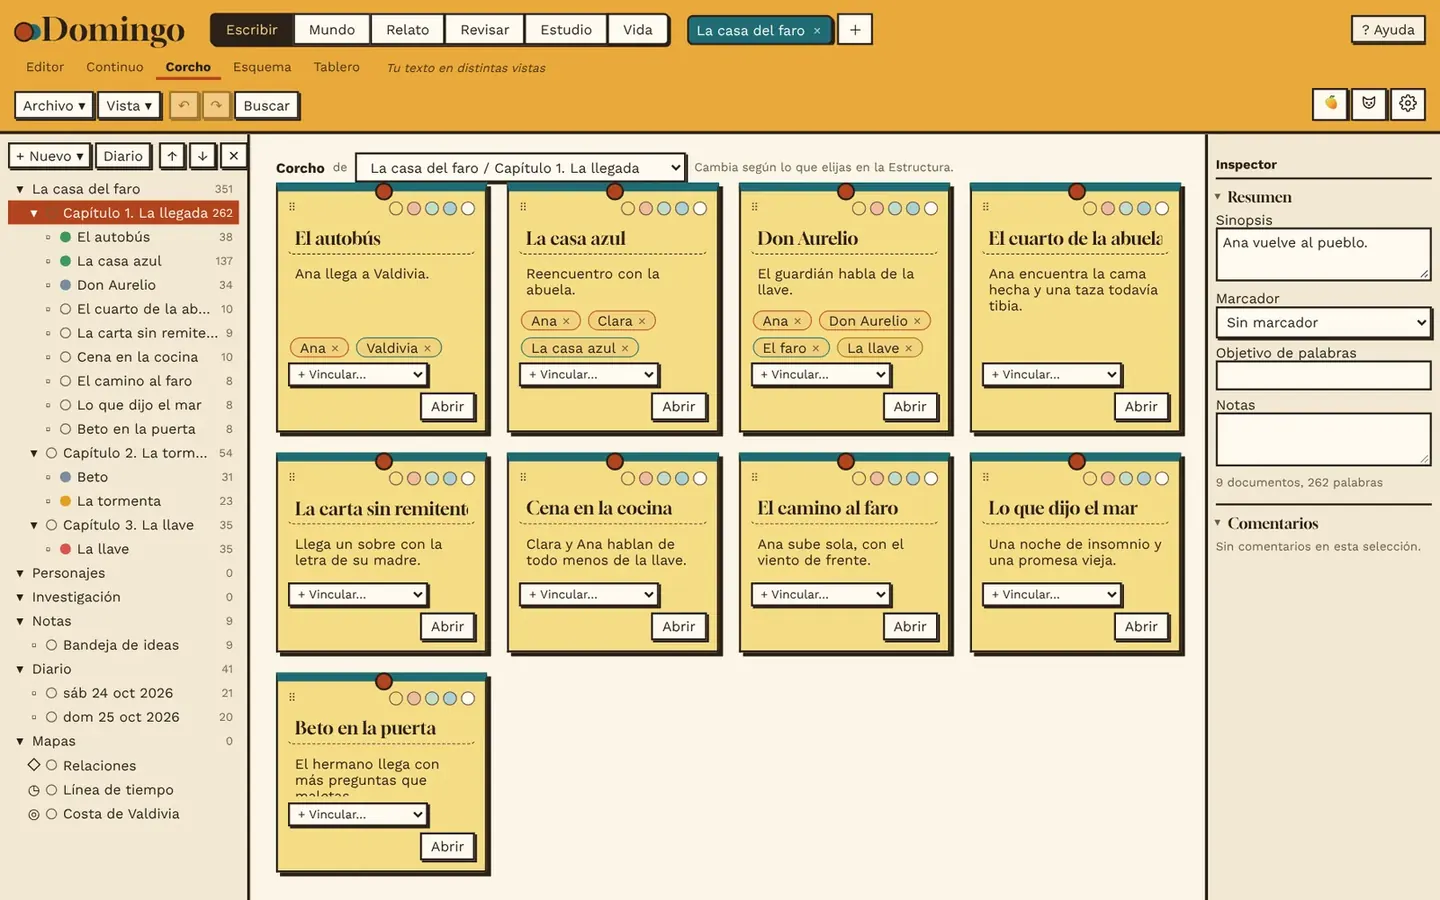 Domingo
Escribir
Mundo
Relato
Revisar
Estudio
Vida
La casa del faro ×
+
? Ayuda
Editor
Continuo
Corcho
Esquema
Tablero
Tu texto en distintas vistas
Archivo ▾
Vista ▾
↶
↷
Buscar
+ Nuevo ▾
Diario
↑
↓
✕
▼ La casa del faro 351
▼ Capítulo 1. La llegada 262
El autobús 38
La casa azul 137
Don Aurelio 34
El cuarto de la ab... 10
La carta sin remite... 9
Cena en la cocina 10
El camino al faro 8
Lo que dijo el mar 8
Beto en la puerta 8
▼ Capítulo 2. La torm... 54
Beto 31
La tormenta 23
▼ Capítulo 3. La llave 35
La llave 35
▼ Personajes 0
▼ Investigación 0
▼ Notas 9
Bandeja de ideas 9
▼ Diario 41
sáb 24 oct 2026 21
dom 25 oct 2026 20
▼ Mapas 0
Relaciones
Línea de tiempo
Costa de Valdivia
Corcho de La casa del faro / Capítulo 1. La llegada Cambia según lo que elijas en la Estructura.
El autobús
Ana llega a Valdivia.
Ana × Valdivia ×
+ Vincular...
Abrir
La casa azul
Reencuentro con la
abuela.
Ana × Clara ×
La casa azul ×
+ Vincular...
Abrir
Don Aurelio
El guardián habla de la
llave.
Ana × Don Aurelio ×
El faro × La llave ×
+ Vincular...
Abrir
El cuarto de la abuela
Ana encuentra la cama
hecha y una taza todavía
tibia.
+ Vincular...
Abrir
La carta sin remitent
Llega un sobre con la
letra de su madre.
+ Vincular...
Abrir
Cena en la cocina
Clara y Ana hablan de
todo menos de la llave.
+ Vincular...
Abrir
El camino al faro
Ana sube sola, con el
viento de frente.
+ Vincular...
Abrir
Lo que dijo el mar
Una noche de insomnio y
una promesa vieja.
+ Vincular...
Abrir
Beto en la puerta
El hermano llega con
más preguntas que
maletas.
+ Vincular...
Abrir
Inspector
▼ Resumen
Sinopsis
Ana vuelve al pueblo.
Marcador
Sin marcador
Objetivo de palabras
Notas
9 documentos, 262 palabras
▼ Comentarios
Sin comentarios en esta selección.